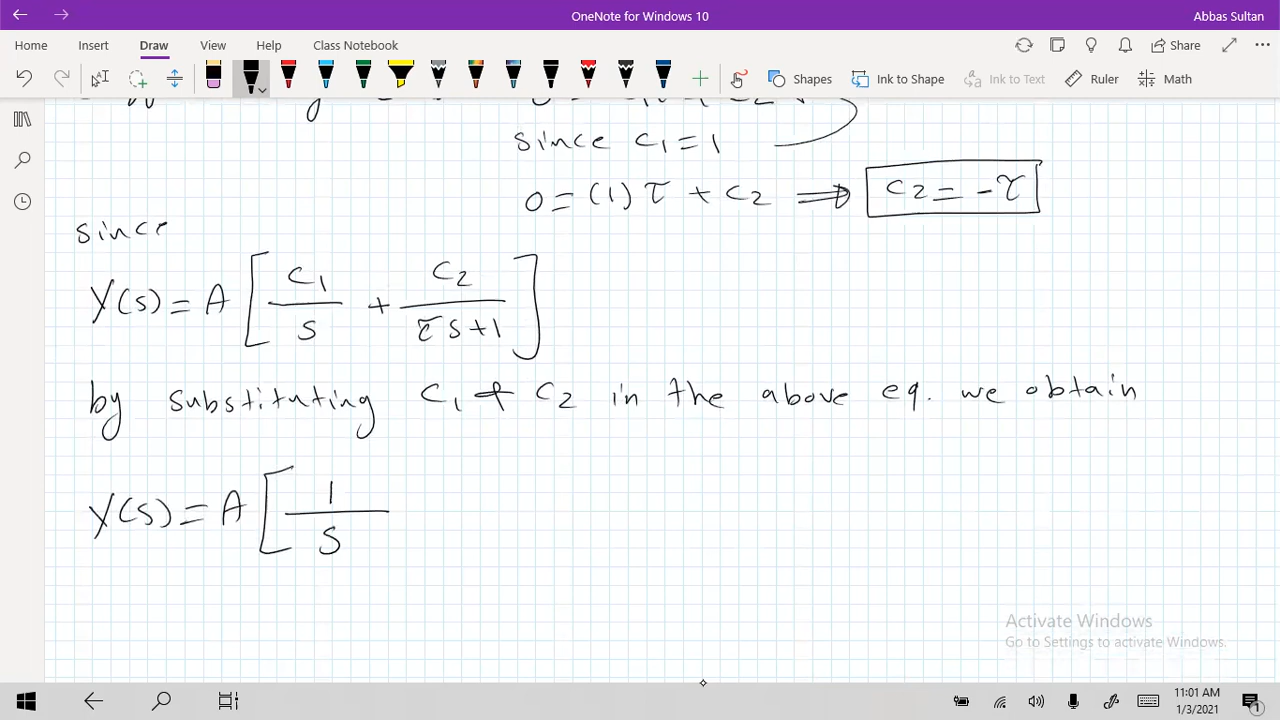 OneNote for Windows 10
Abbas Sultan
Home Insert Draw View Help Class Notebook
Share
Shapes Ink to Shape Ink to Text Ruler Math
since c1 = 1
0 = (1) τ + c2 ⟹ c2 = -τ
since
Y(s) = A [ c1/s + c2/(τs+1) ]
by substituting c1 & c2 in the above eq. we obtain
Y(s) = A [ 1/s
Activate Windows
Go to Settings to activate Windows.
11:01 AM
1/3/2021
1